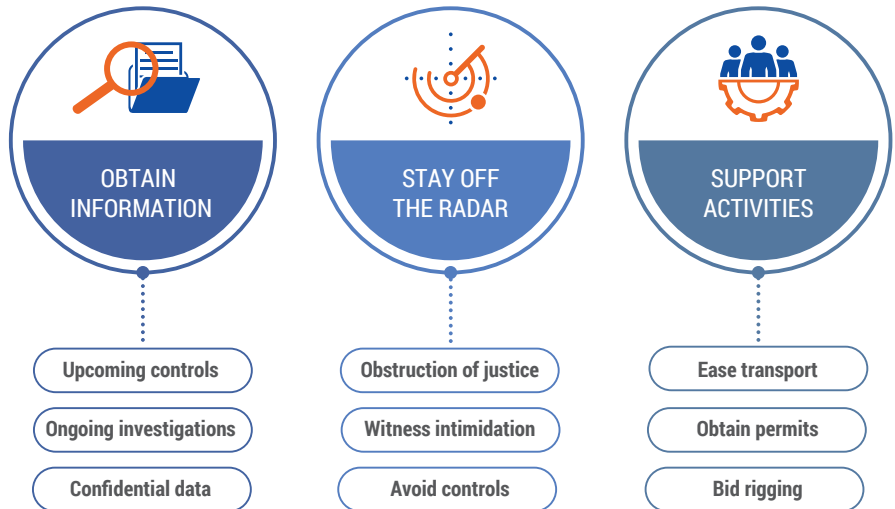 OBTAIN
INFORMATION
Upcoming controls
Ongoing investigations
Confidential data
STAY OFF
THE RADAR
Obstruction of justice
Witness intimidation
Avoid controls
SUPPORT
ACTIVITIES
Ease transport
Obtain permits
Bid rigging